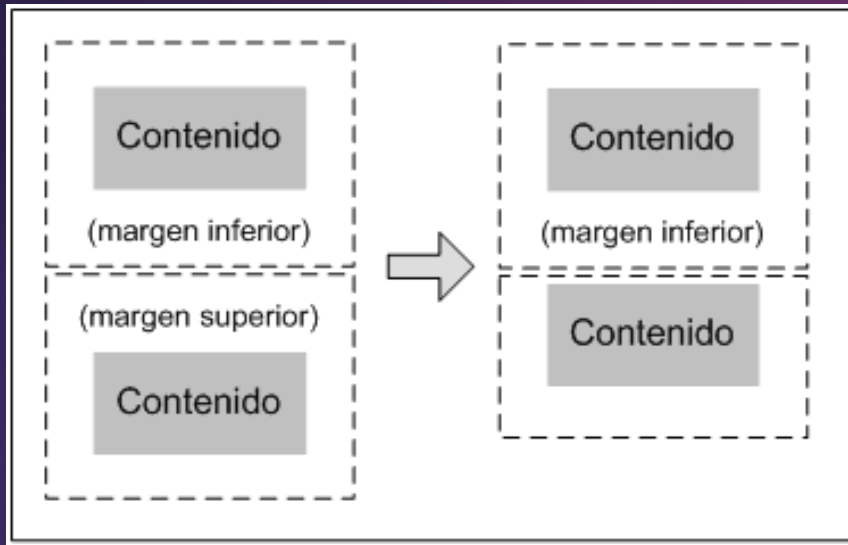 Contenido
(margen inferior)
(margen superior)
Contenido
Contenido
(margen inferior)
Contenido